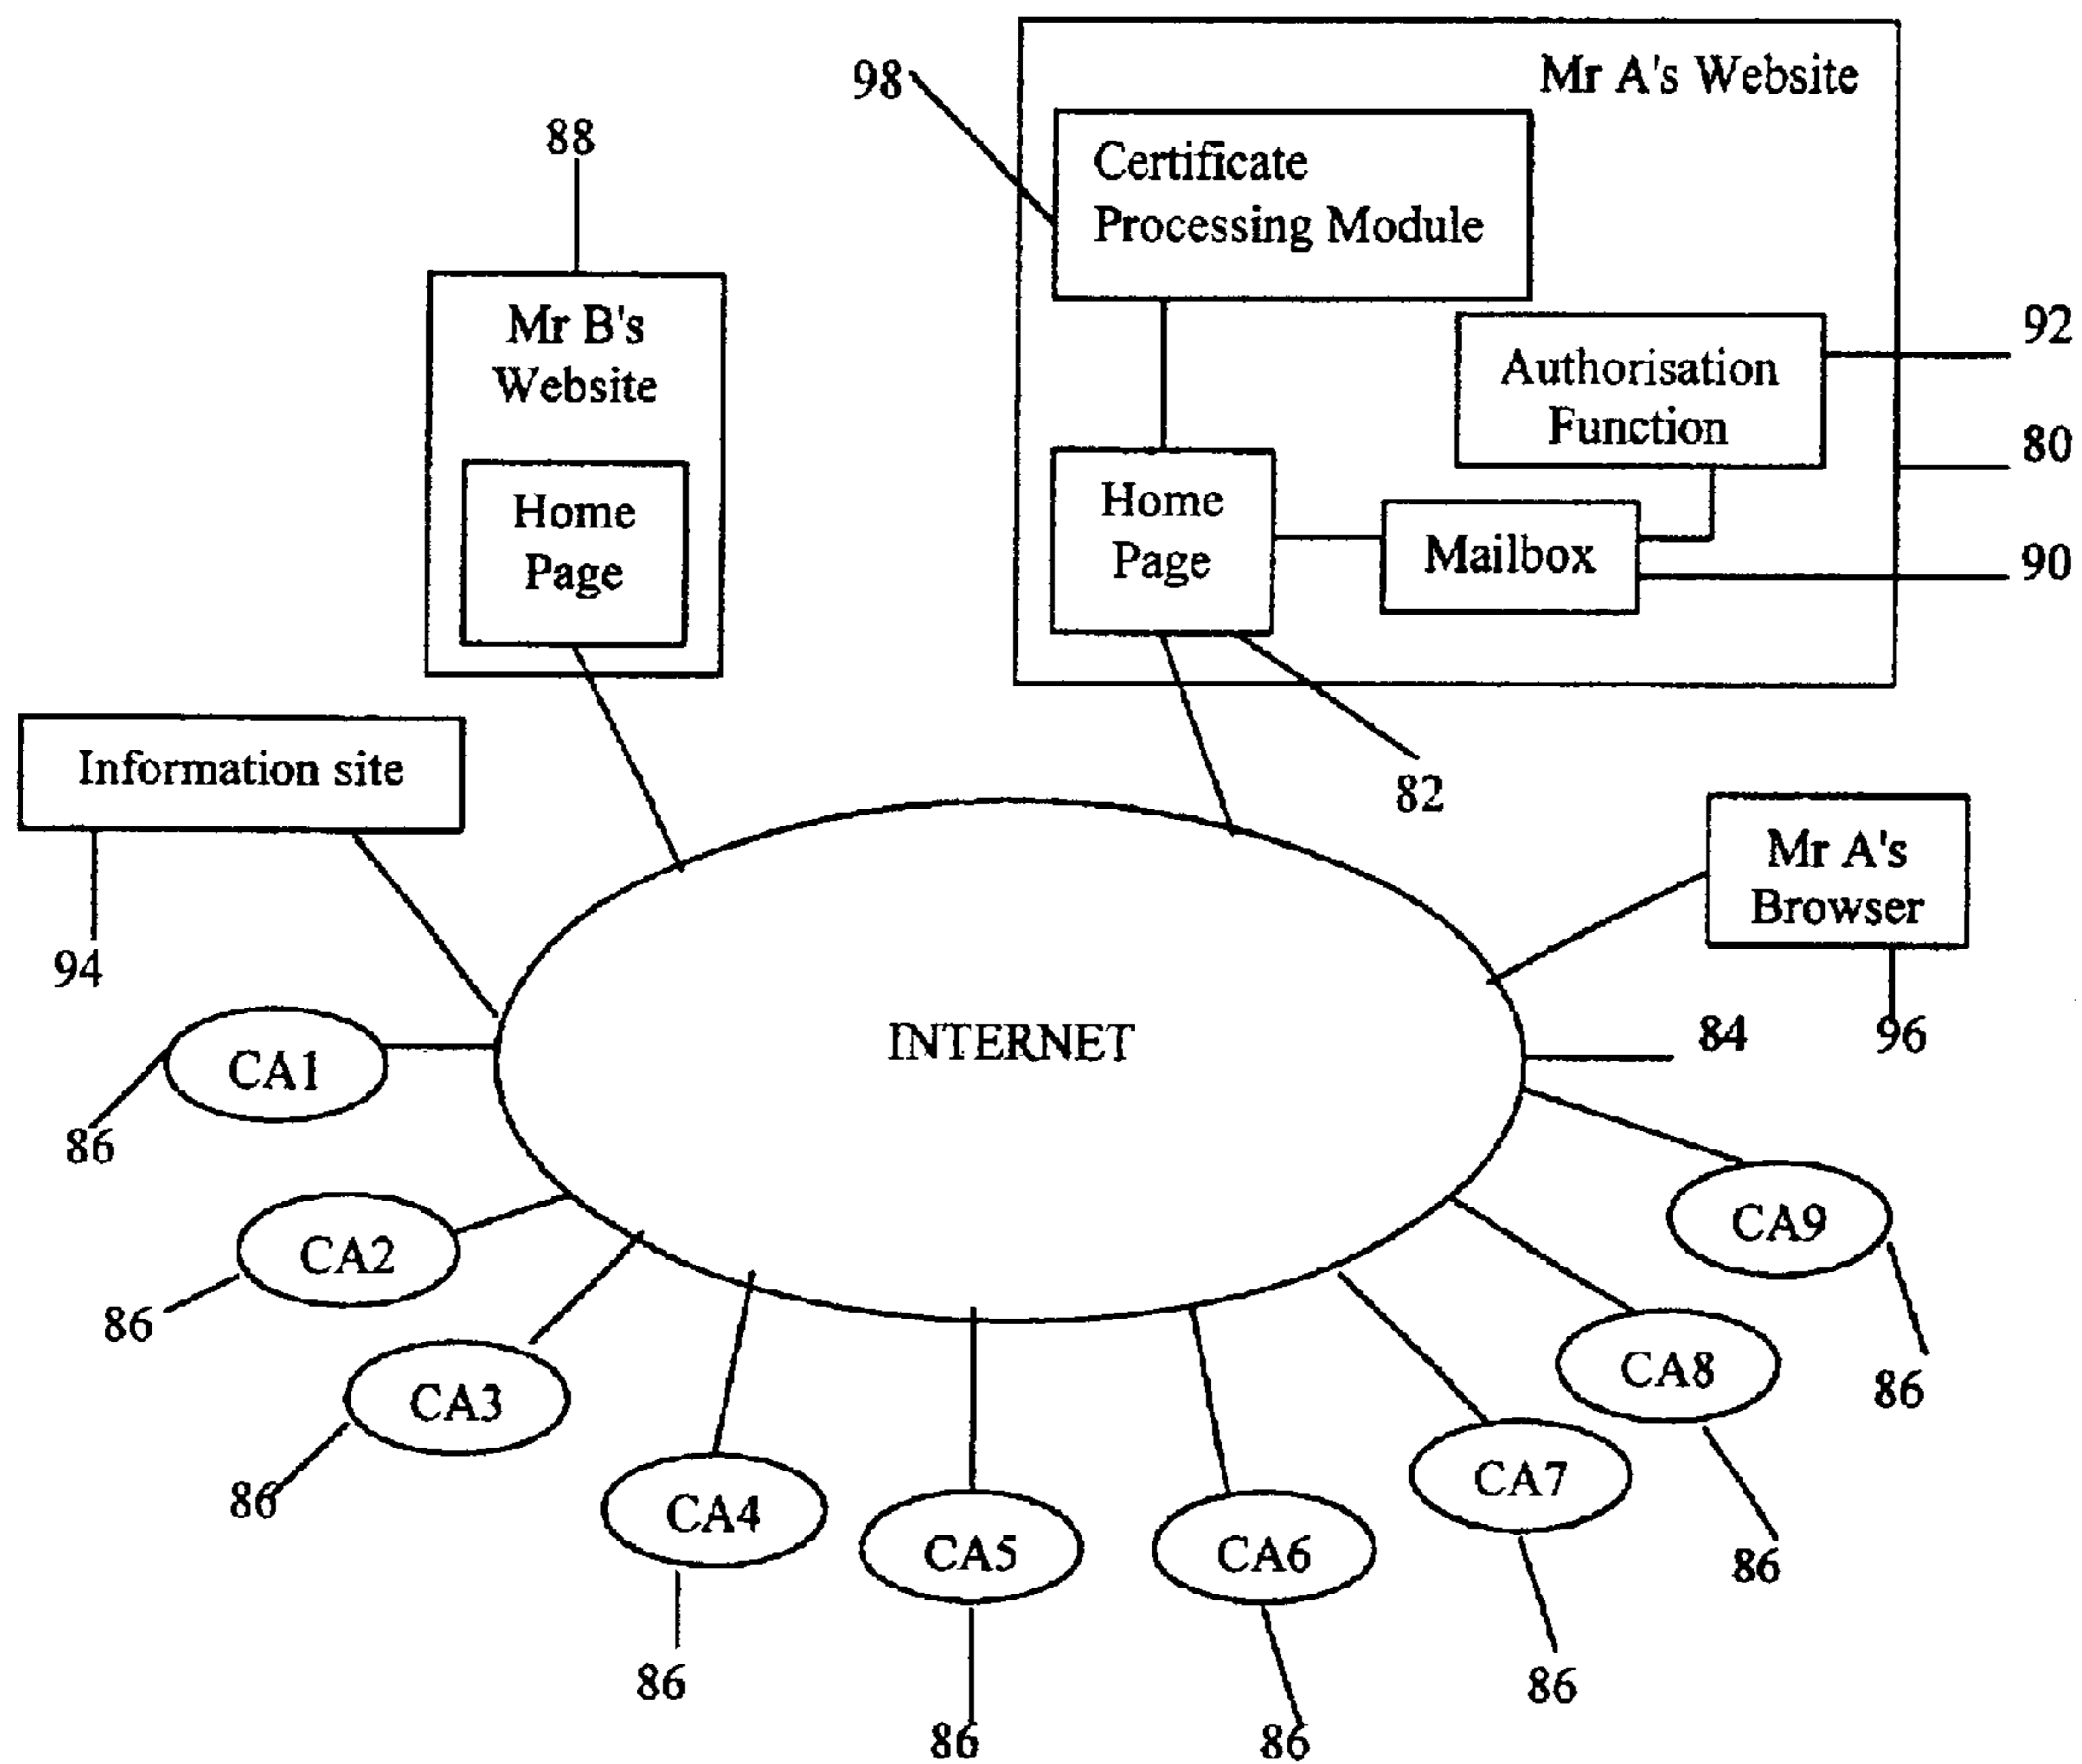 Mr A's Website
98
Certificate
Processing Module
88
Mr B's
Website
92
Authorisation
Function
80
Home
Page
Home
Page
Mailbox
90
Information site
82
Mr A's
Browser
94
INTERNET
84
96
CA1
86
CA2
CA9
86
CA3
CA8
86
86
CA4
CA7
CA5
CA6
86
86
86
86
86